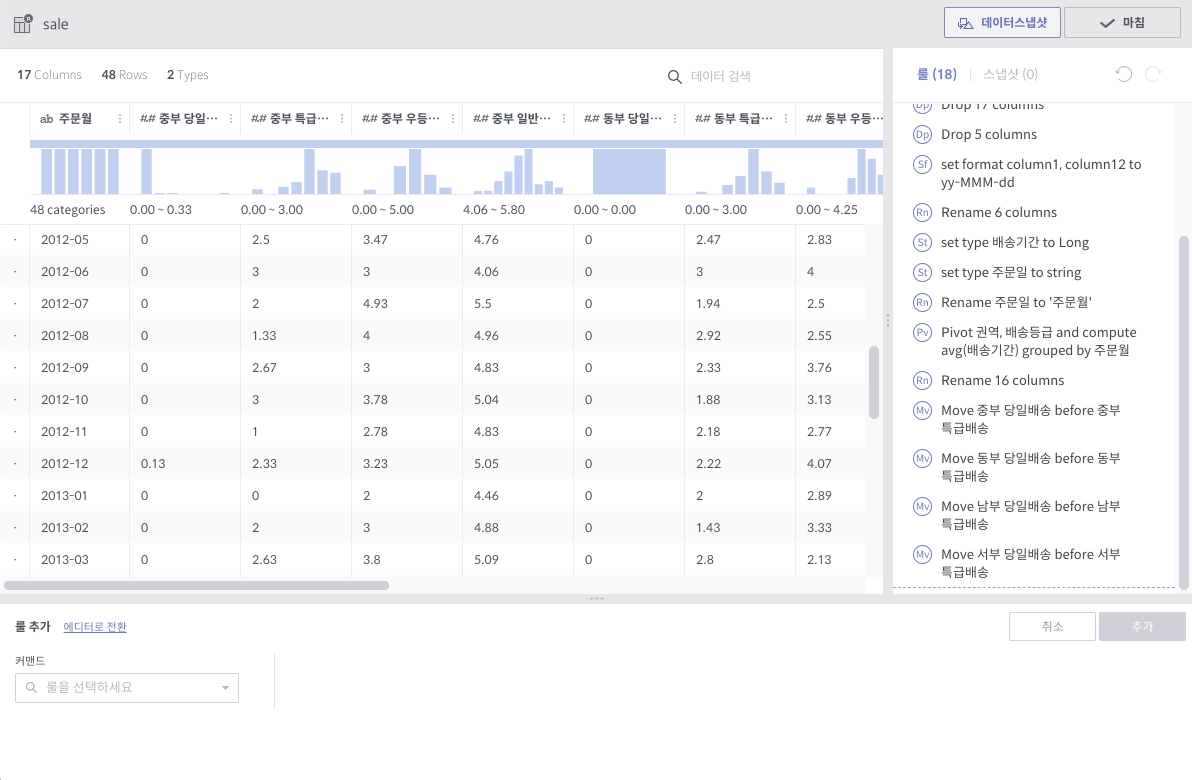 sale
데이터스냅샷
마침
17 Columns 48 Rows 2 Types
데이터 검색
룰 (18)
스냅샷 (0)
ab 주문월
#.# 중부 당일…
#.# 중부 특급…
#.# 중부 우등…
#.# 중부 일반…
#.# 동부 당일…
#.# 동부 특급…
#.# 동부 우등…
48 categories 0.00 ~ 0.33 0.00 ~ 3.00 0.00 ~ 5.00 4.06 ~ 5.80 0.00 ~ 0.00 0.00 ~ 3.00 0.00 ~ 4.25
2012-05 0 2.5 3.47 4.76 0 2.47 2.83
2012-06 0 3 3 4.06 0 3 4
2012-07 0 2 4.93 5.5 0 1.94 2.5
2012-08 0 1.33 4 4.96 0 2.92 2.55
2012-09 0 2.67 3 4.83 0 2.33 3.76
2012-10 0 3 3.78 5.04 0 1.88 3.13
2012-11 0 1 2.78 4.83 0 2.18 2.77
2012-12 0.13 2.33 3.23 5.05 0 2.22 4.07
2013-01 0 0 2 4.46 0 2 2.89
2013-02 0 2 3 4.88 0 1.43 3.33
2013-03 0 2.63 3.8 5.09 0 2.8 2.13
Dp Drop 17 columns
Dp Drop 5 columns
Sf set format column1, column12 to
yy-MMM-dd
Rn Rename 6 columns
St set type 배송기간 to Long
St set type 주문일 to string
Rn Rename 주문일 to '주문월'
Pv Pivot 권역, 배송등급 and compute
avg(배송기간) grouped by 주문월
Rn Rename 16 columns
Mv Move 중부 당일배송 before 중부
특급배송
Mv Move 동부 당일배송 before 동부
특급배송
Mv Move 남부 당일배송 before 남부
특급배송
Mv Move 서부 당일배송 before 서부
특급배송
룰 추가 에디터로 전환
취소
추가
커맨드
룰을 선택하세요